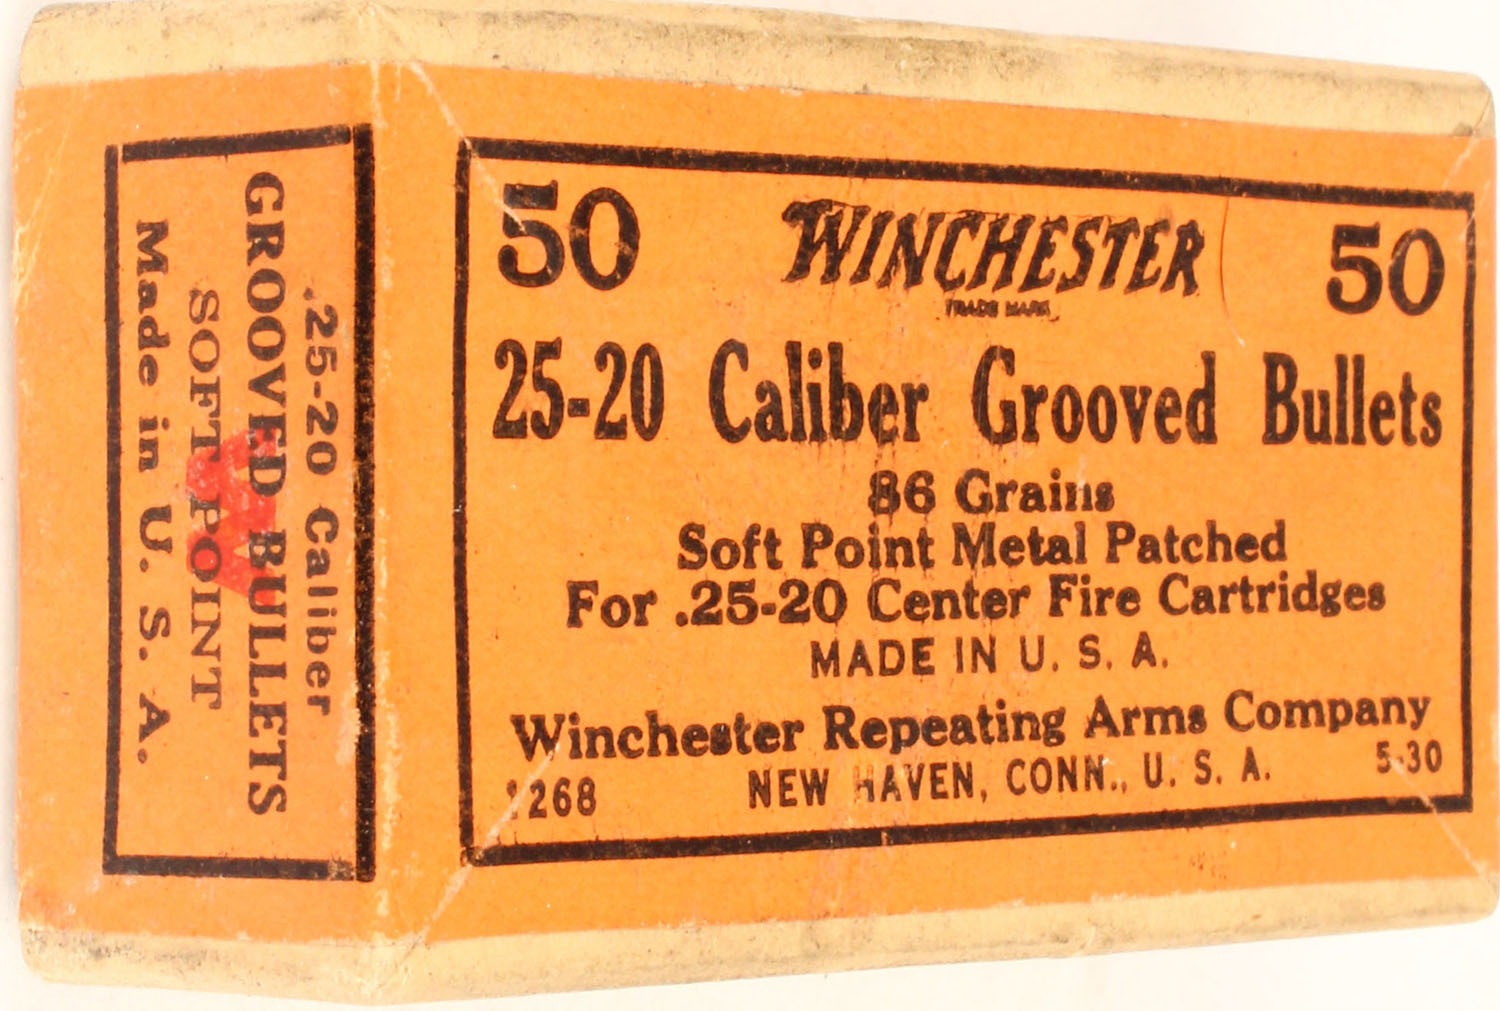 50 WINCHESTER 50
TRADE MARK
25-20 Caliber Grooved Bullets
86 Grains
Soft Point Metal Patched
For .25-20 Center Fire Cartridges
MADE IN U. S. A.
Winchester Repeating Arms Company
268 NEW HAVEN, CONN., U. S. A. 5-30
.25-20 Caliber
GROOVED BULLETS
SOFT POINT
Made in U. S. A.
W